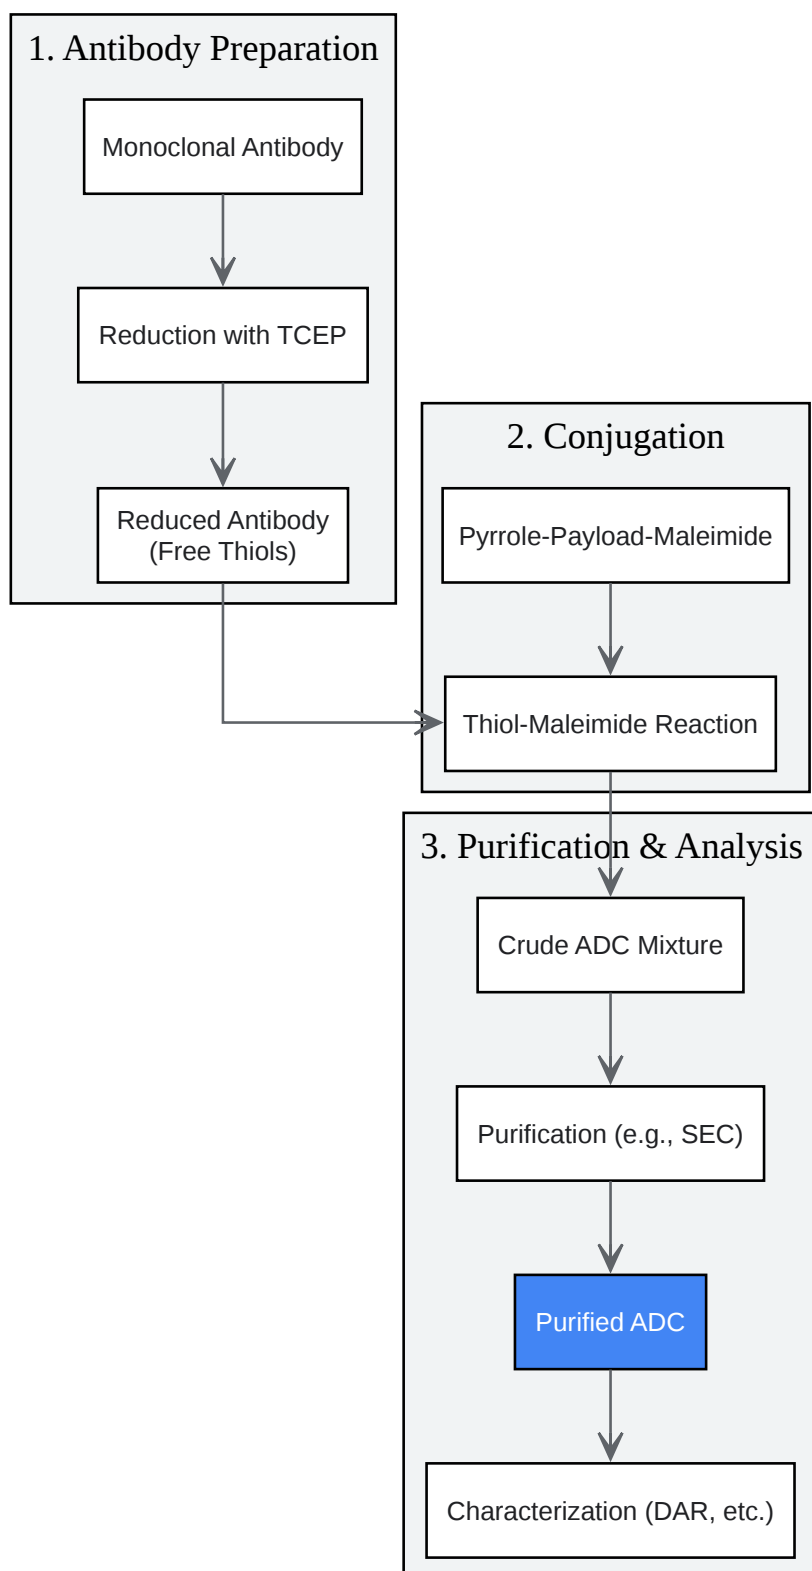 1. Antibody Preparation
Monoclonal Antibody
Reduction with TCEP
Reduced Antibody
(Free Thiols)
2. Conjugation
Pyrrole-Payload-Maleimide
Thiol-Maleimide Reaction
3. Purification & Analysis
Crude ADC Mixture
Purification (e.g., SEC)
Purified ADC
Characterization (DAR, etc.)